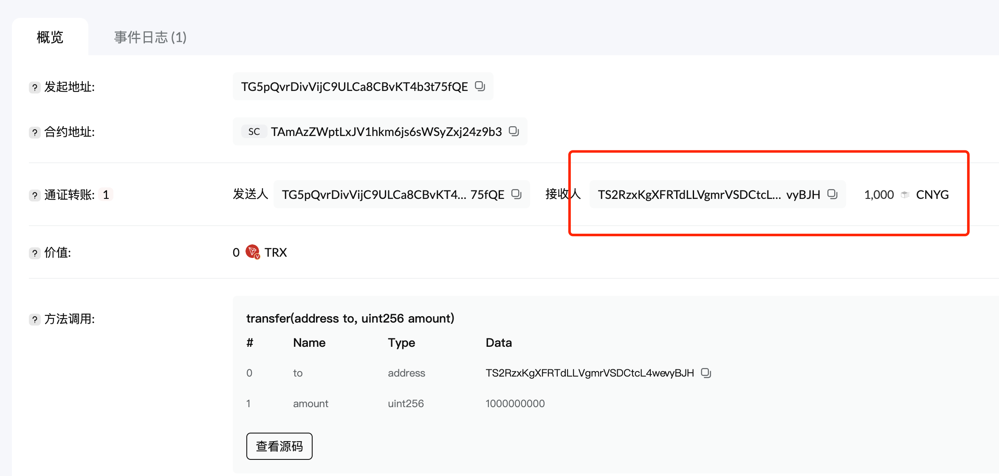 概览 事件日志 (1)
? 发起地址: TG5pQvrDivVijC9ULCa8CBvKT4b3t75fQE
? 合约地址: SC TAmAzZWptLxJV1hkm6js6sWSyZxj24z9b3
? 通证转账: 1 发送人 TG5pQvrDivVijC9ULCa8CBvKT4... 75fQE 接收人 TS2RzxKgXFRTdLLVgmrVSDCtcL... vyBJH 1,000 CNYG
? 价值: 0 TRX
? 方法调用: transfer(address to, uint256 amount)
# Name Type Data
0 to address TS2RzxKgXFRTdLLVgmrVSDCtcL4wevyBJH
1 amount uint256 1000000000
查看源码